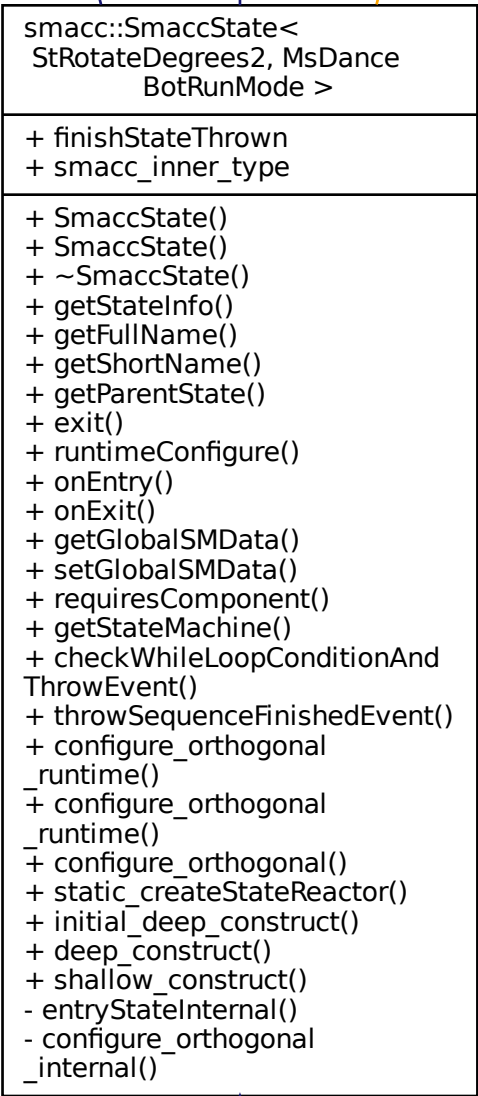 smacc::SmaccState<
StRotateDegrees2, MsDance
BotRunMode >
+ finishStateThrown
+ smacc_inner_type
+ SmaccState()
+ SmaccState()
+ ~SmaccState()
+ getStateInfo()
+ getFullName()
+ getShortName()
+ getParentState()
+ exit()
+ runtimeConfigure()
+ onEntry()
+ onExit()
+ getGlobalSMData()
+ setGlobalSMData()
+ requiresComponent()
+ getStateMachine()
+ checkWhileLoopConditionAnd
ThrowEvent()
+ throwSequenceFinishedEvent()
+ configure_orthogonal
_runtime()
+ configure_orthogonal
_runtime()
+ configure_orthogonal()
+ static_createStateReactor()
+ initial_deep_construct()
+ deep_construct()
+ shallow_construct()
- entryStateInternal()
- configure_orthogonal
_internal()